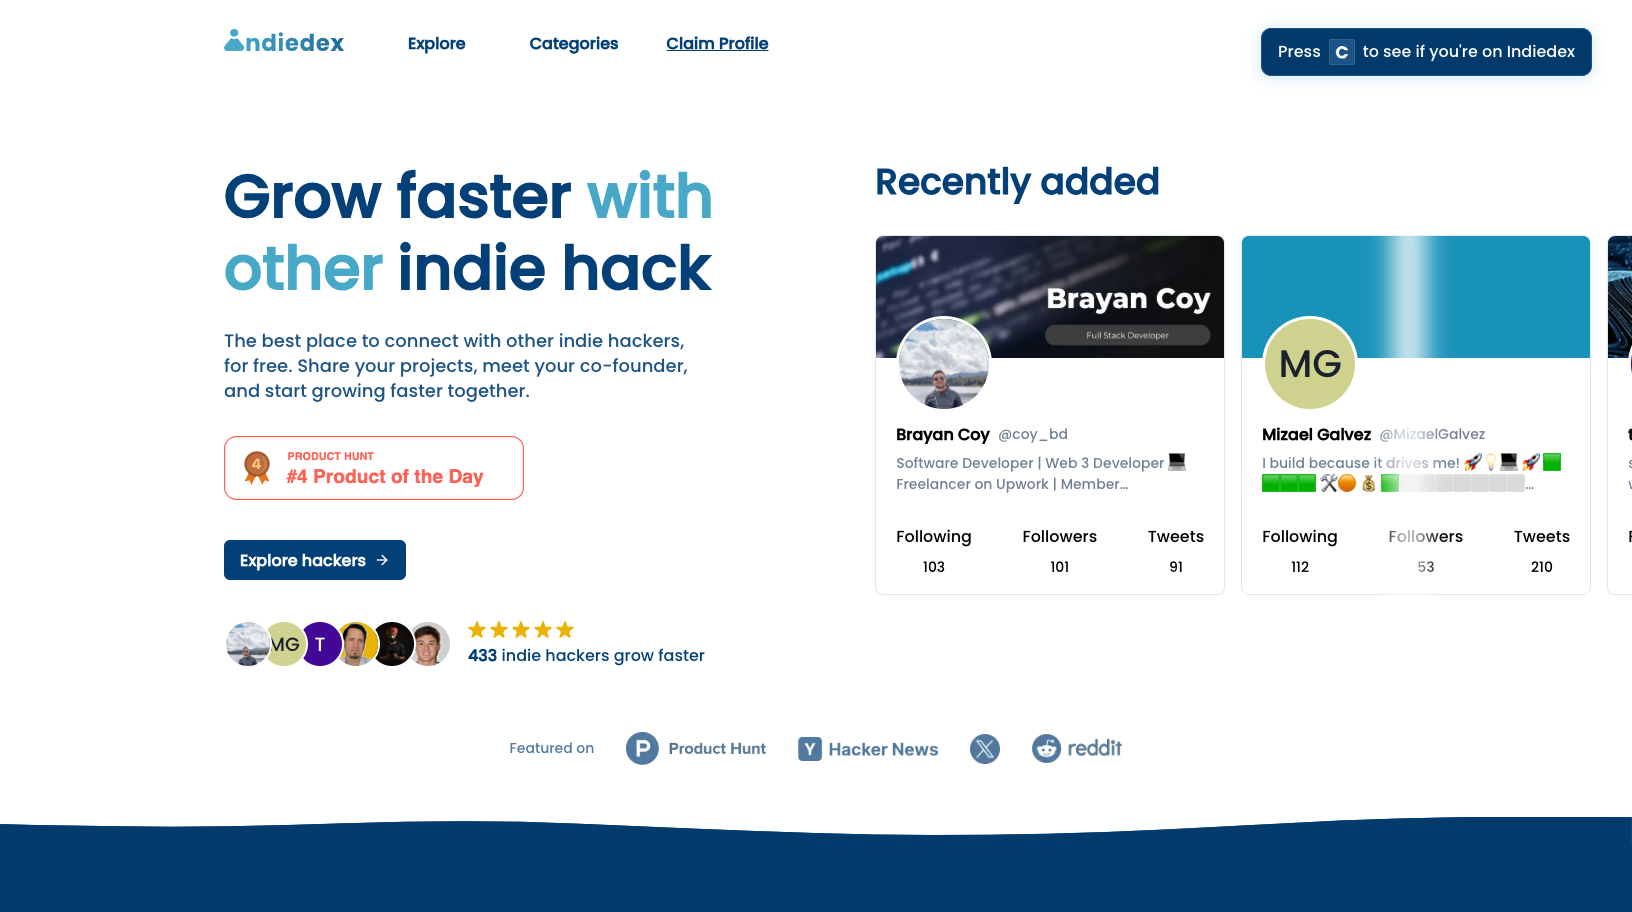 ndiedex
Explore
Categories
Claim Profile
Press C to see if you're on Indiedex
Grow faster with
other indie hack
The best place to connect with other indie hackers,
for free. Share your projects, meet your co-founder,
and start growing faster together.
4
PRODUCT HUNT
#4 Product of the Day
Explore hackers →
MG
T
433 indie hackers grow faster
Recently added
Brayan Coy
Full Stack Developer
Brayan Coy @coy_bd
Software Developer | Web 3 Developer 💻
Freelancer on Upwork | Member...
Following Followers Tweets
103 101 91
MG
Mizael Galvez @MizaelGalvez
I build because it drives me! 🚀💡💻🚀🟩
🟩🟩🟩🛠🟠💰🟩⬜⬜⬜⬜⬜⬜⬜...
Following Followers Tweets
112 53 210
Featured on
P Product Hunt
Y Hacker News
X
reddit